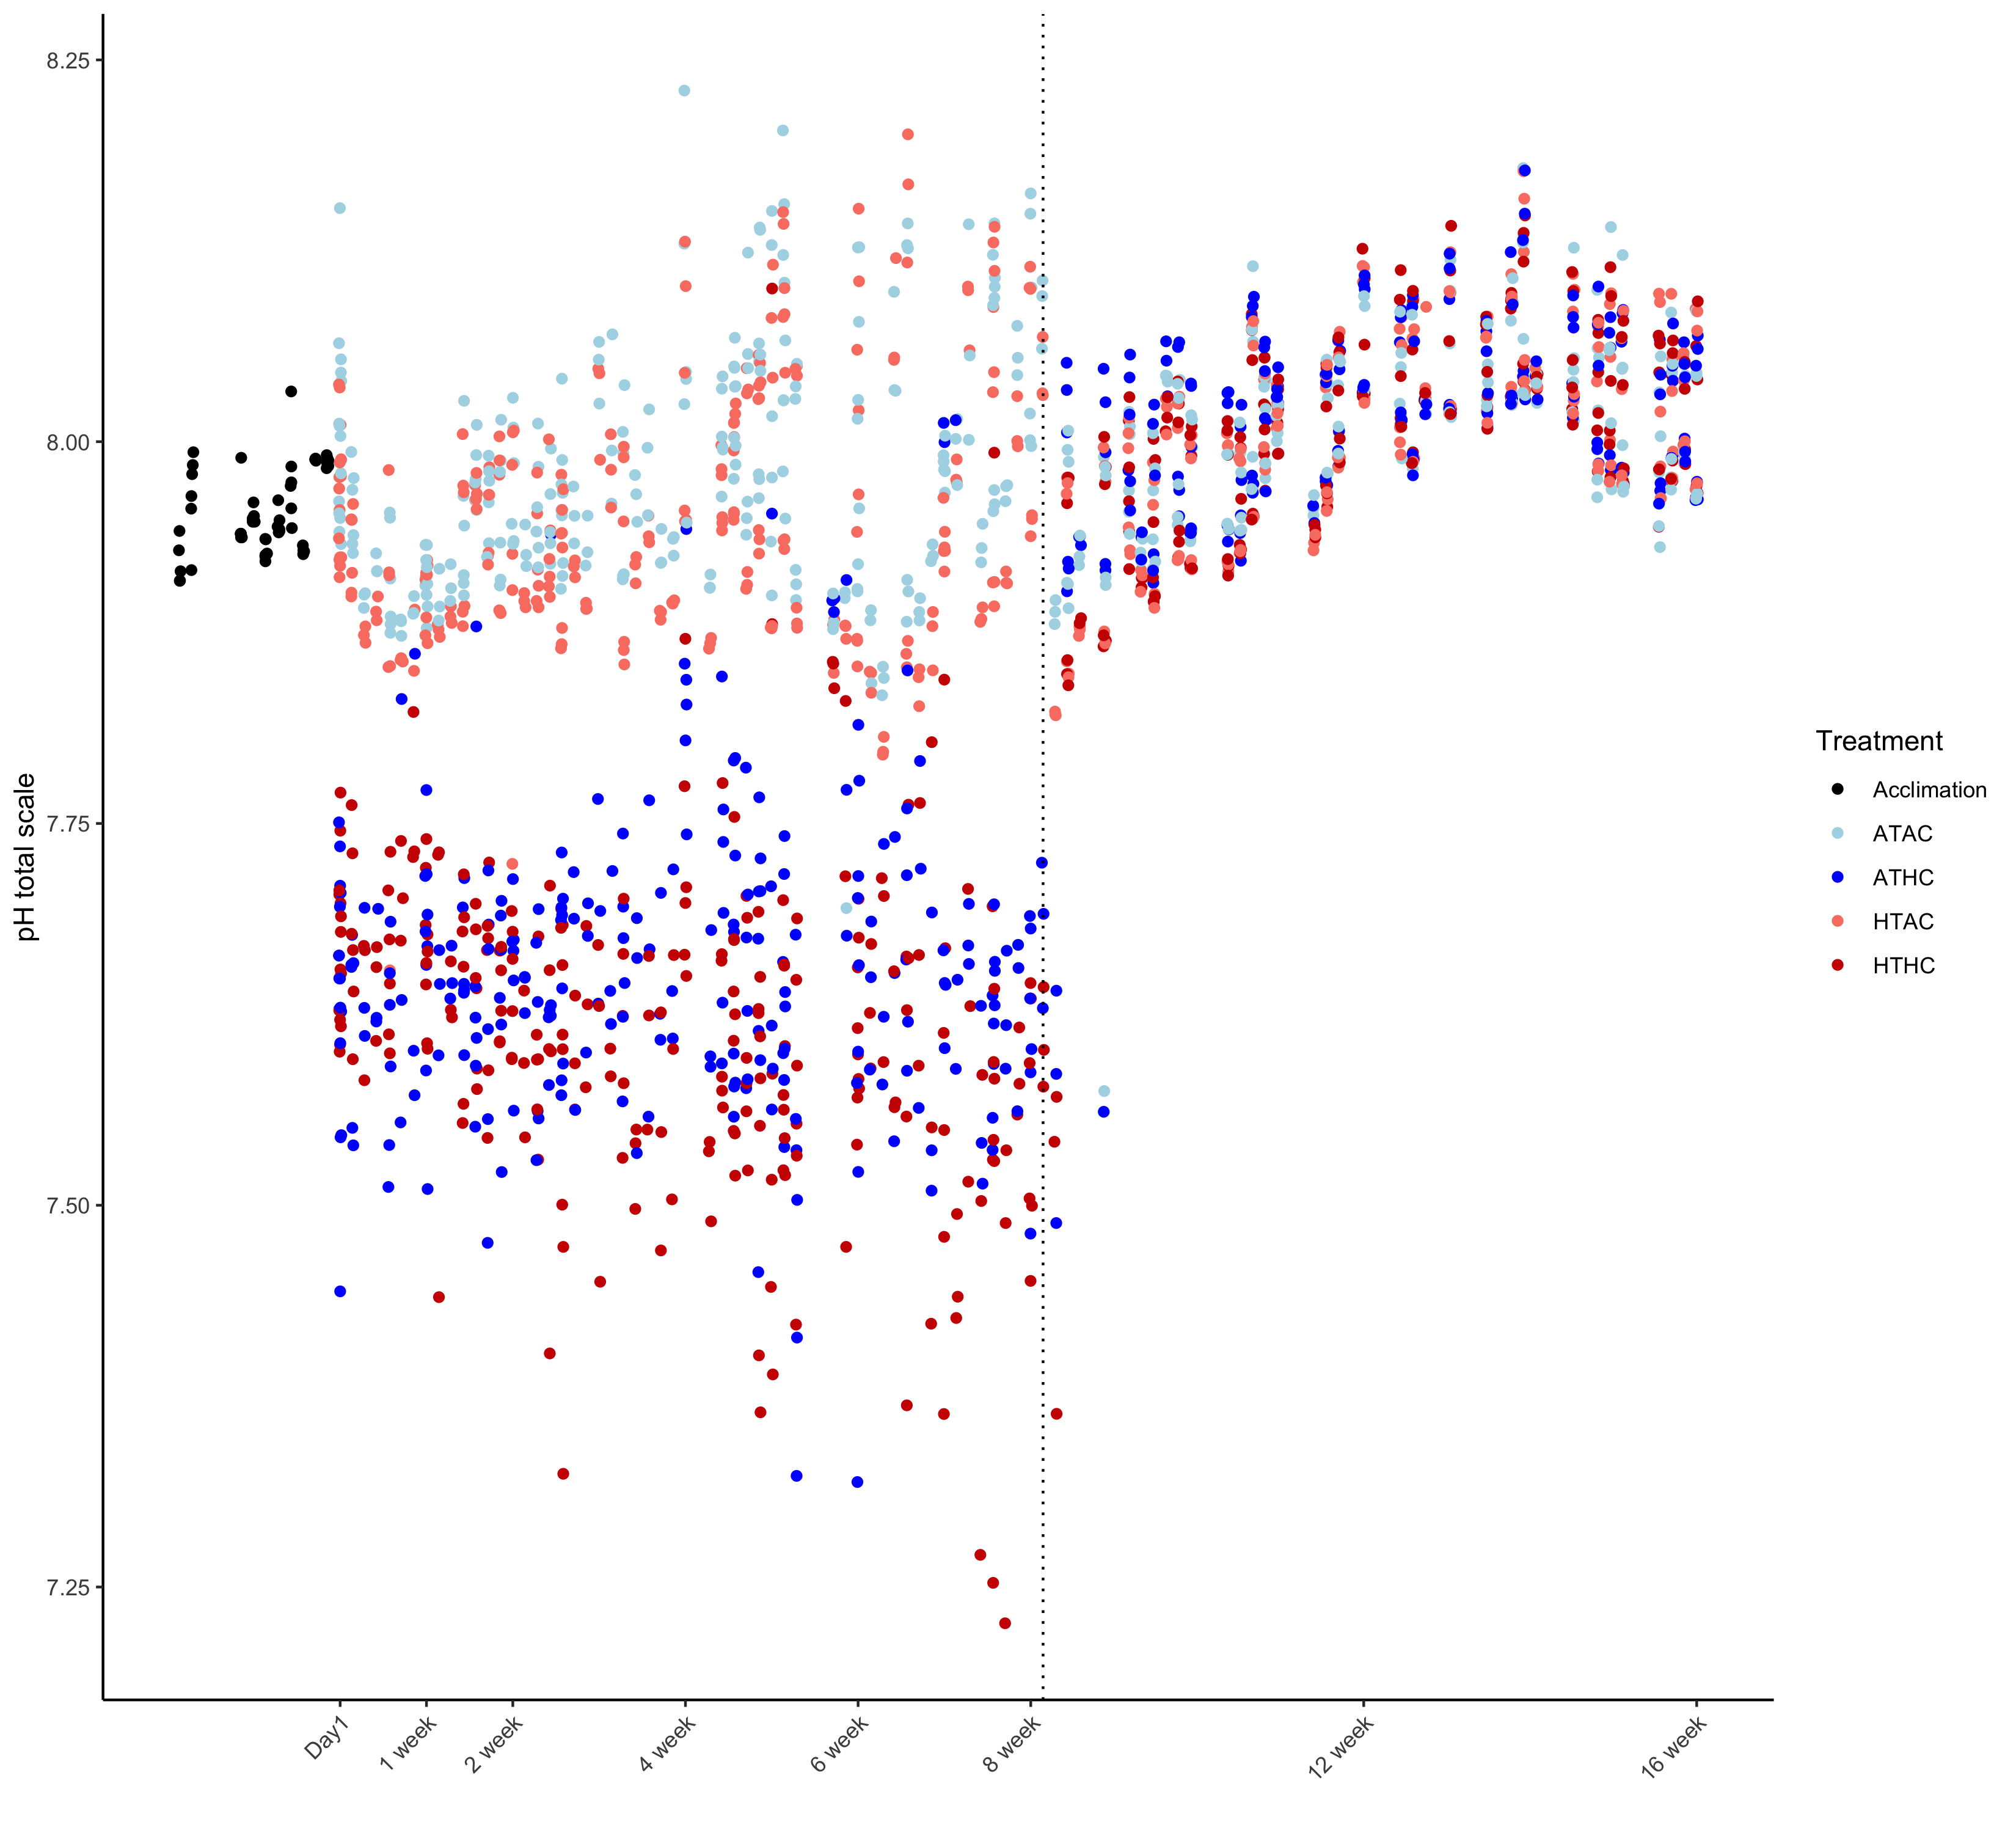 8.25
8.00
7.75
7.50
7.25
pH total scale
Day1
1 week
2 week
4 week
6 week
8 week
12 week
16 week
Treatment
Acclimation
ATAC
ATHC
HTAC
HTHC